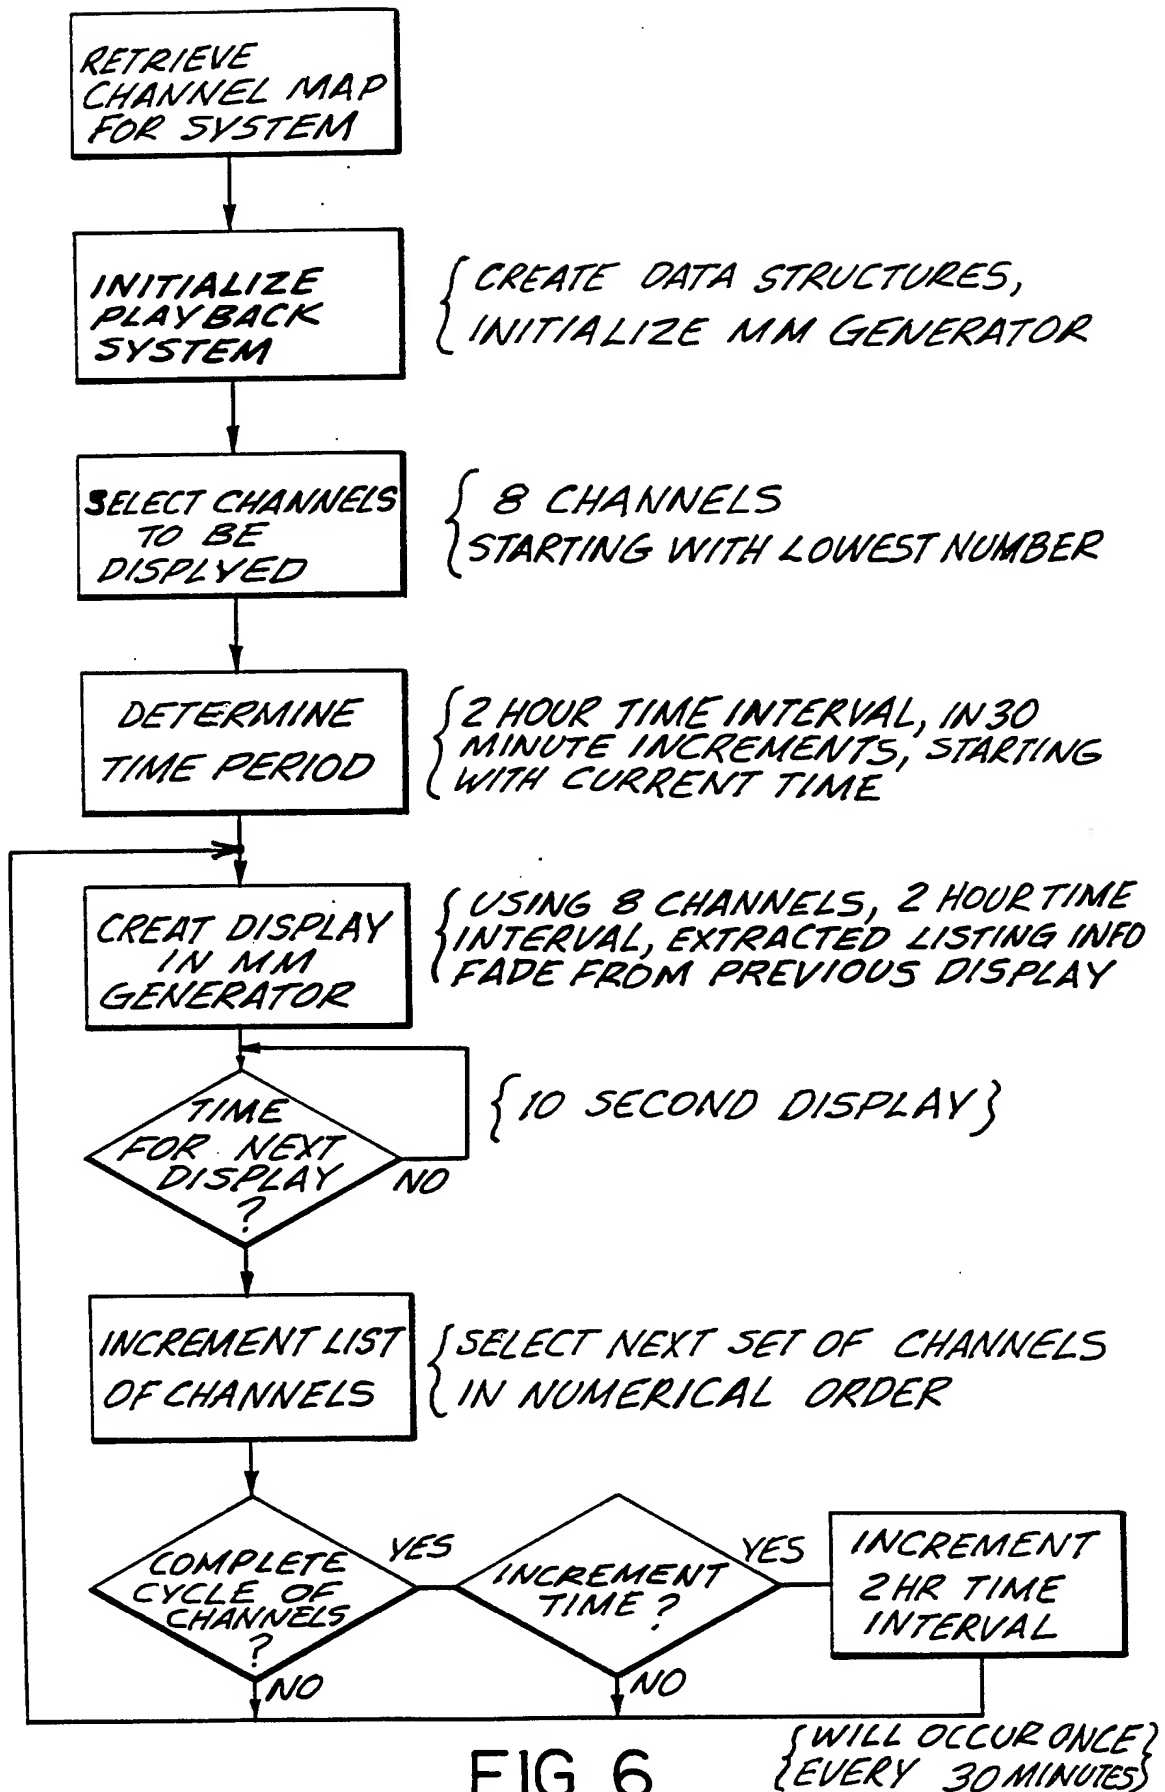 RETRIEVE
CHANNEL MAP
FOR SYSTEM
INITIALIZE
PLAYBACK
SYSTEM
{ CREATE DATA STRUCTURES,
INITIALIZE MM GENERATOR
SELECT CHANNELS
TO BE
DISPLYED
{ 8 CHANNELS
STARTING WITH LOWEST NUMBER
DETERMINE
TIME PERIOD
{ 2 HOUR TIME INTERVAL, IN 30
MINUTE INCREMENTS, STARTING
WITH CURRENT TIME
CREAT DISPLAY
IN MM
GENERATOR
{ USING 8 CHANNELS, 2 HOUR TIME
INTERVAL, EXTRACTED LISTING INFO
FADE FROM PREVIOUS DISPLAY
TIME
FOR NEXT
DISPLAY
?
NO
{ 10 SECOND DISPLAY }
INCREMENT LIST
OF CHANNELS
{ SELECT NEXT SET OF CHANNELS
IN NUMERICAL ORDER
COMPLETE
CYCLE OF
CHANNELS
?
YES
NO
INCREMENT
TIME ?
YES
NO
INCREMENT
2 HR TIME
INTERVAL
{ WILL OCCUR ONCE }
{ EVERY 30 MINUTES }
FIG 6